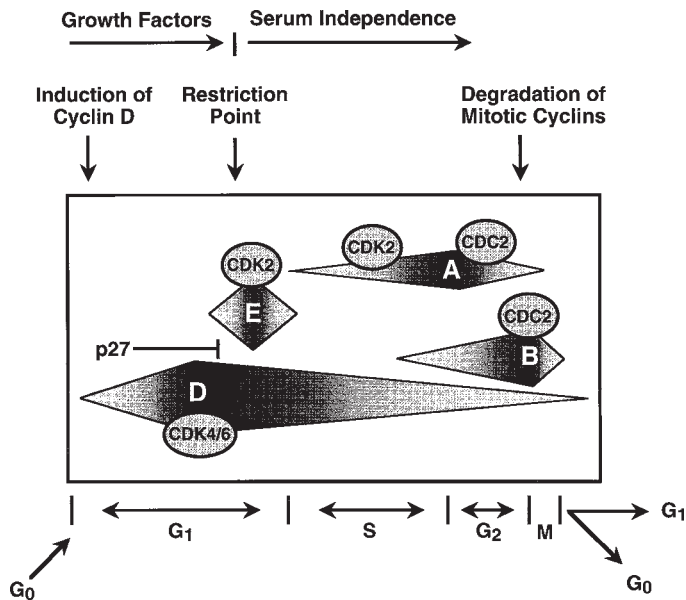 Growth Factors
Serum Independence
Induction of
Cyclin D
Restriction
Point
Degradation of
Mitotic Cyclins
CDK2
CDC2
CDK2
A
E
CDC2
p27
B
D
CDK4/6
G1
S
G2
M
G1
G0
G0